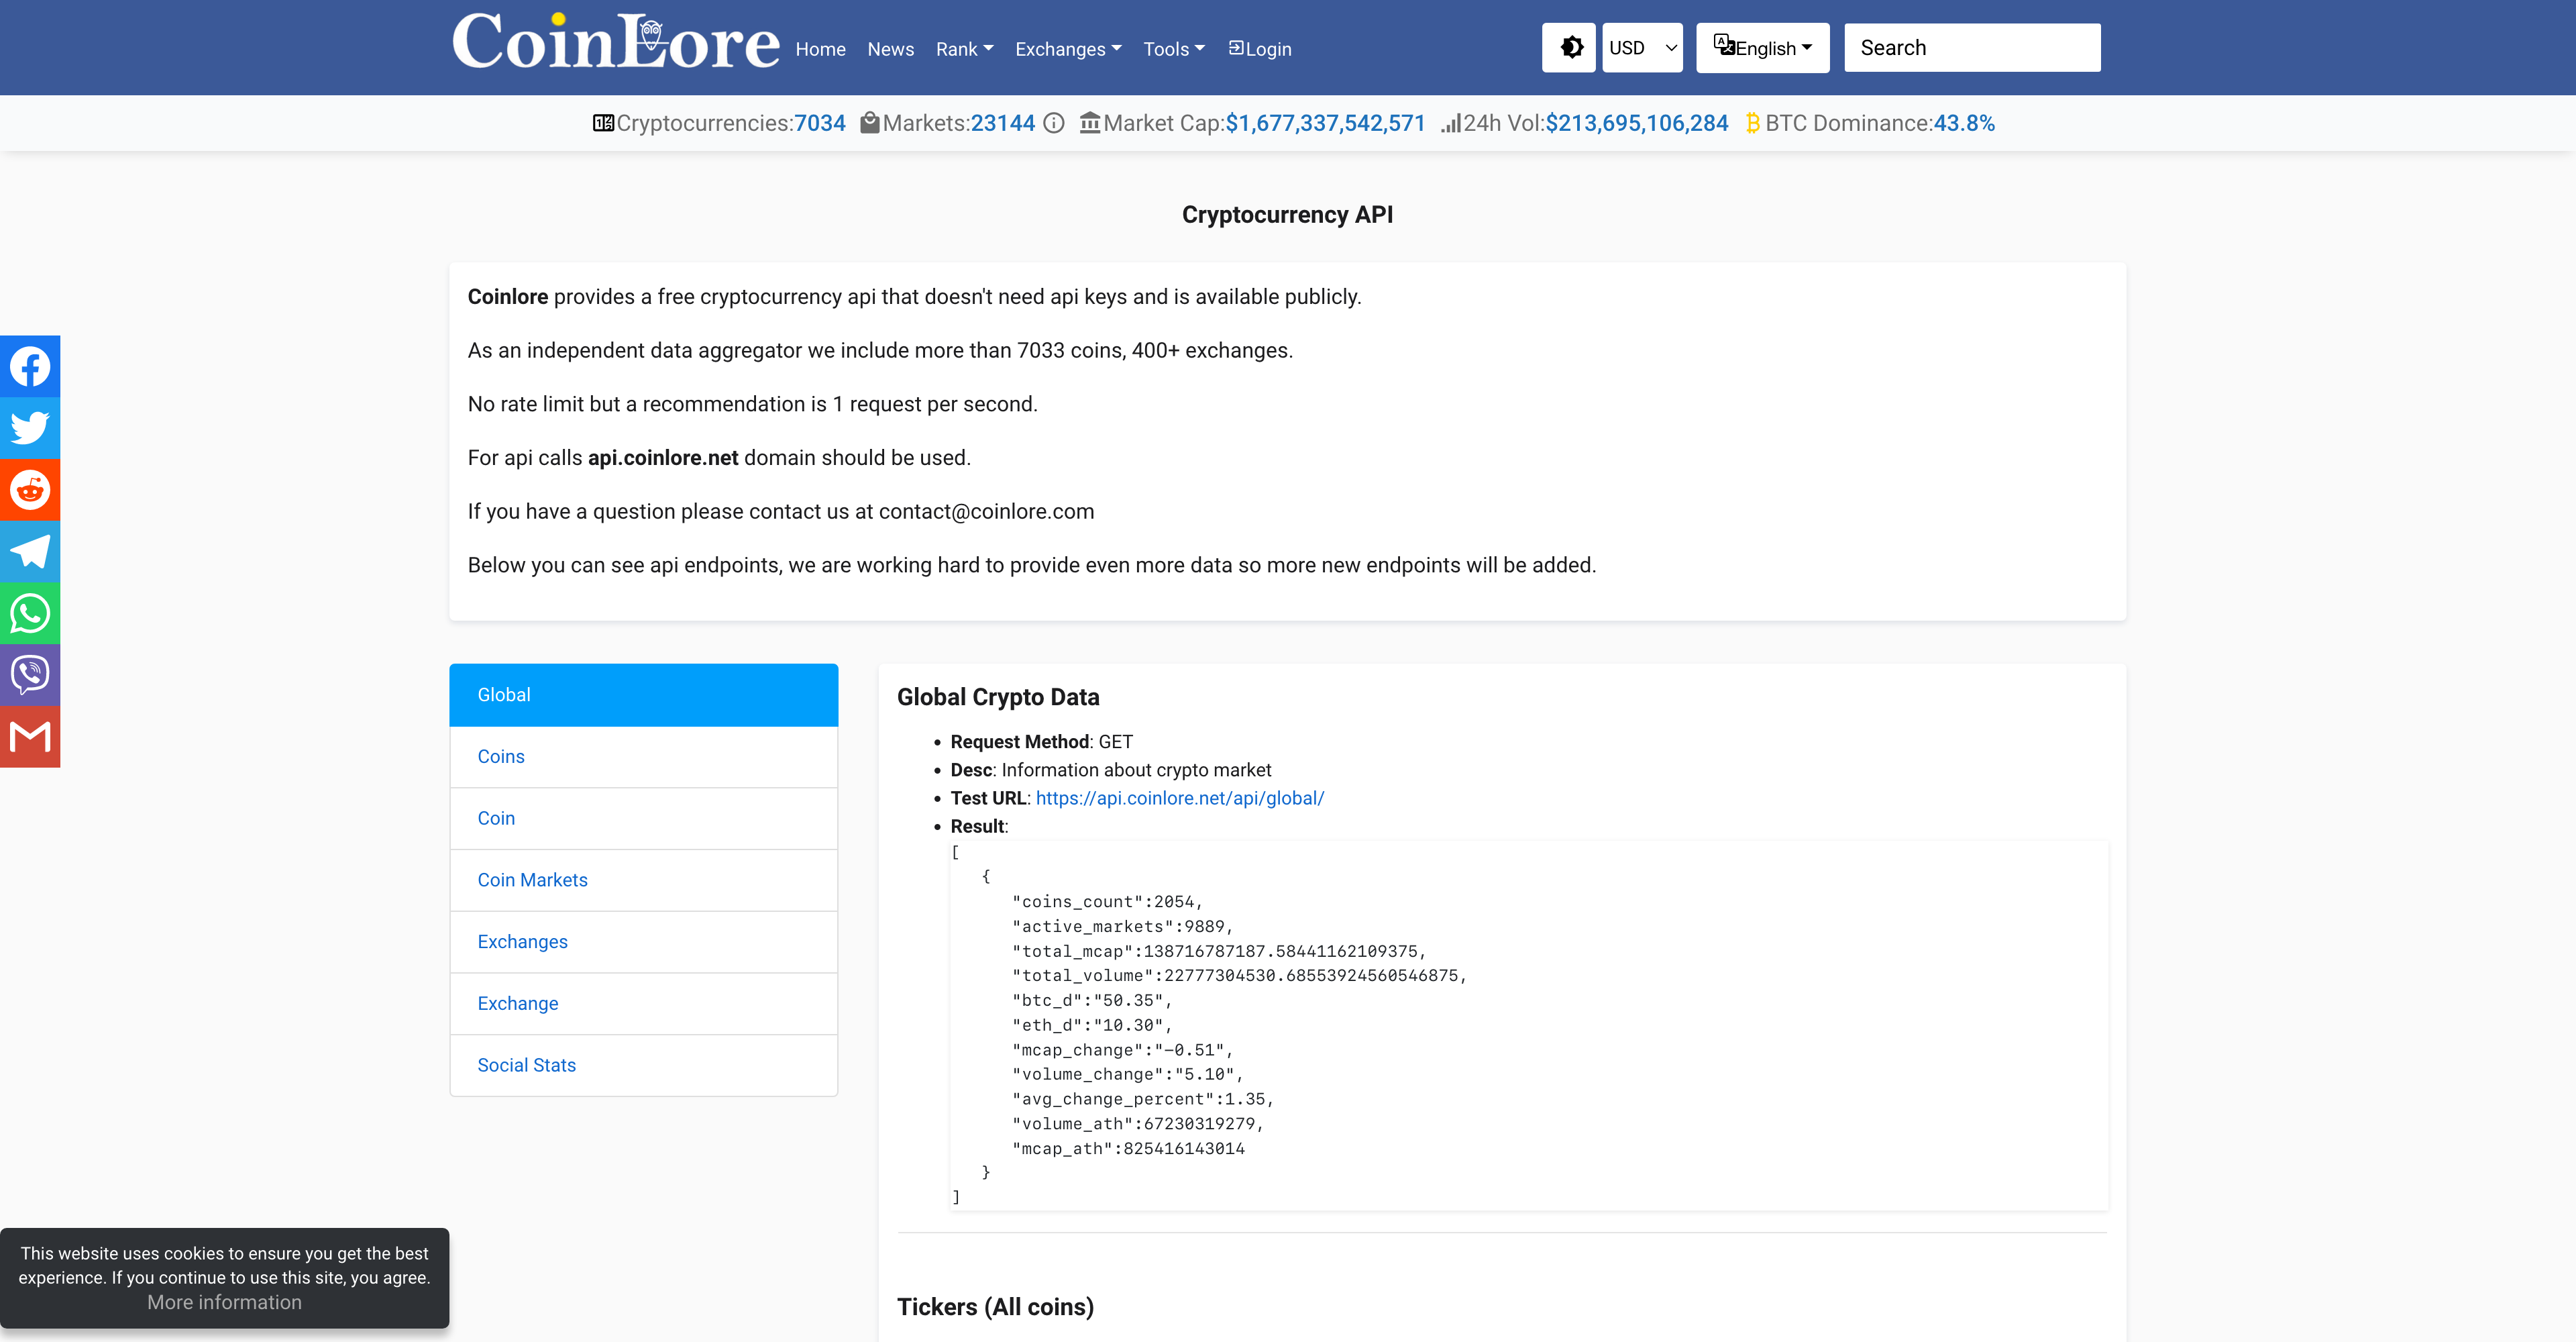 CoinLore Home News Rank Exchanges Tools Login USD English Search
Cryptocurrencies:7034 Markets:23144 Market Cap:$1,677,337,542,571 24h Vol:$213,695,106,284 BTC Dominance:43.8%
Cryptocurrency API
Coinlore provides a free cryptocurrency api that doesn't need api keys and is available publicly.
As an independent data aggregator we include more than 7033 coins, 400+ exchanges.
No rate limit but a recommendation is 1 request per second.
For api calls api.coinlore.net domain should be used.
If you have a question please contact us at contact@coinlore.com
Below you can see api endpoints, we are working hard to provide even more data so more new endpoints will be added.
Global
Coins
Coin
Coin Markets
Exchanges
Exchange
Social Stats
Global Crypto Data
Request Method: GET
Desc: Information about crypto market
Test URL: https://api.coinlore.net/api/global/
Result:
[
{
"coins_count":2054,
"active_markets":9889,
"total_mcap":138716787187.58441162109375,
"total_volume":22777304530.68553924560546875,
"btc_d":"50.35",
"eth_d":"10.30",
"mcap_change":"-0.51",
"volume_change":"5.10",
"avg_change_percent":1.35,
"volume_ath":67230319279,
"mcap_ath":825416143014
}
]
Tickers (All coins)
This website uses cookies to ensure you get the best
experience. If you continue to use this site, you agree.
More information